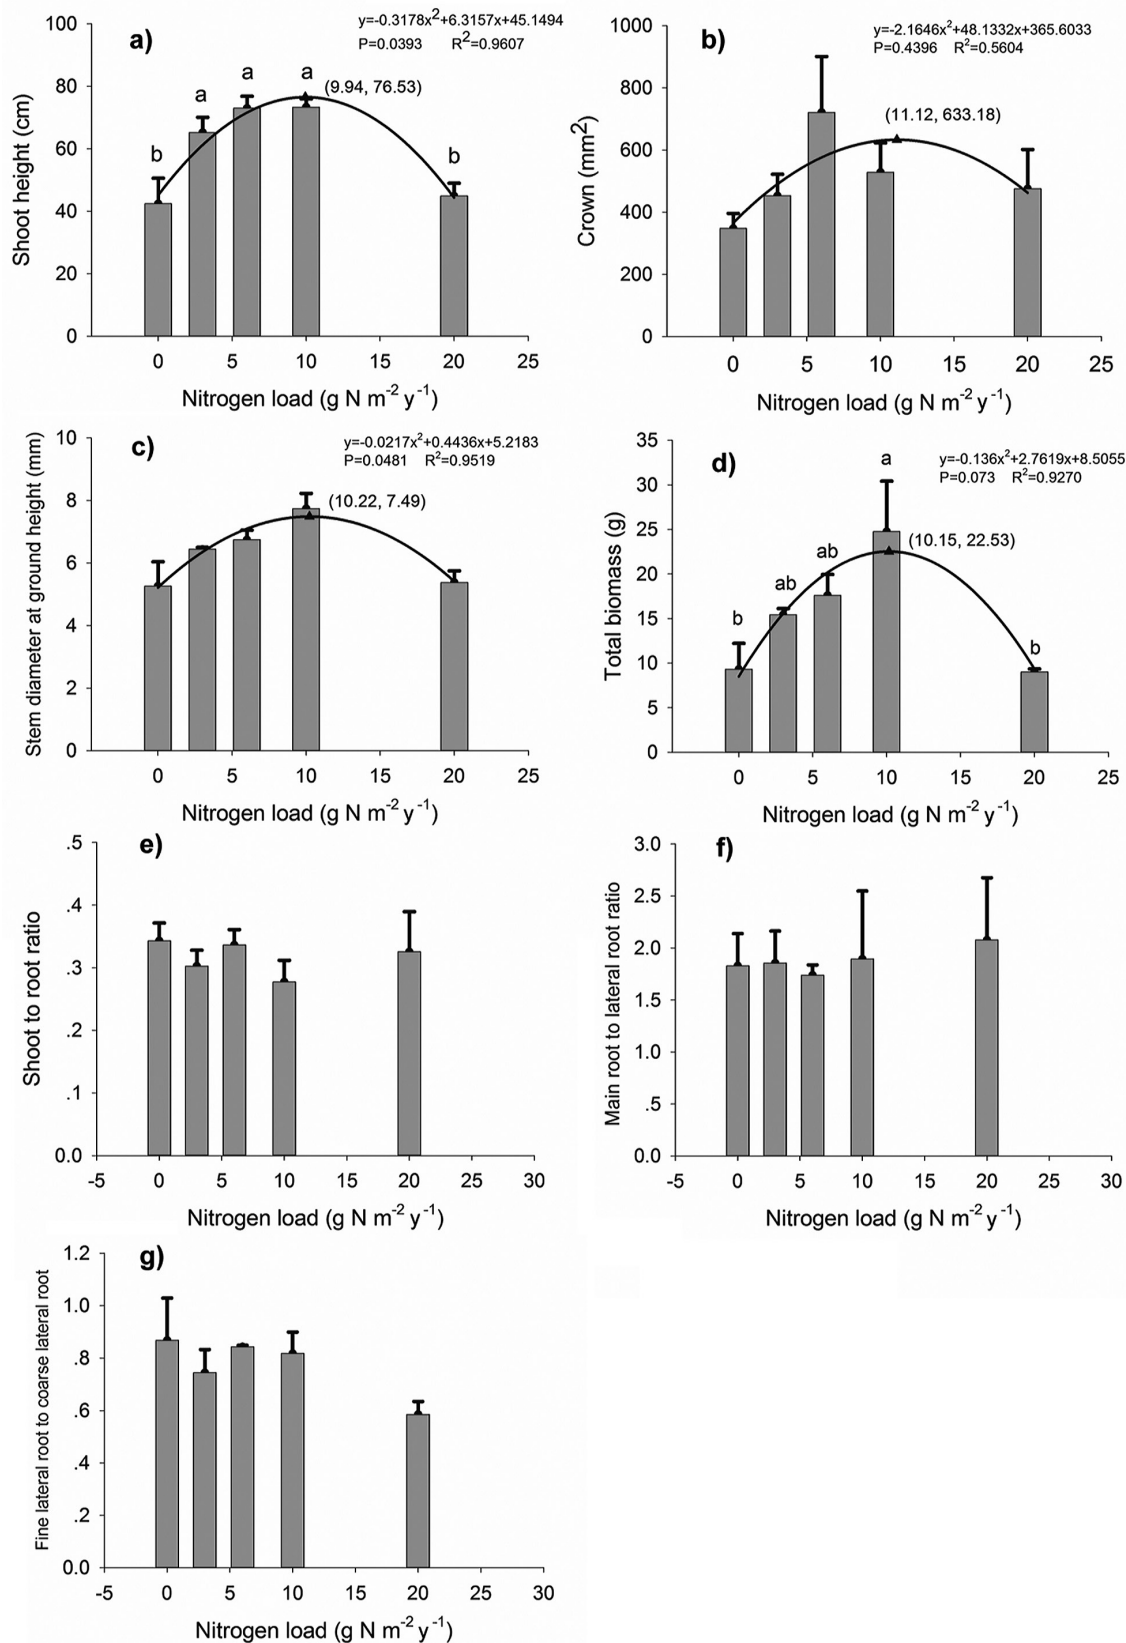 a)
y=-0.3178x²+6.3157x+45.1494
P=0.0393 R²=0.9607
(9.94, 76.53)
b a a a b
Shoot height (cm)
100
80
60
40
20
0
0 5 10 15 20 25
Nitrogen load (g N m⁻² y⁻¹)
b)
y=-2.1646x²+48.1332x+365.6033
P=0.4396 R²=0.5604
(11.12, 633.18)
Crown (mm²)
1000
800
600
400
200
0
0 5 10 15 20 25
Nitrogen load (g N m⁻² y⁻¹)
c)
y=-0.0217x²+0.4436x+5.2183
P=0.0481 R²=0.9519
(10.22, 7.49)
Stem diameter at ground height (mm)
10
8
6
4
2
0
0 5 10 15 20 25
Nitrogen load (g N m⁻² y⁻¹)
d)
y=-0.136x²+2.7619x+8.5055
P=0.073 R²=0.9270
(10.15, 22.53)
b ab ab a b
Total biomass (g)
35
30
25
20
15
10
5
0
0 5 10 15 20 25
Nitrogen load (g N m⁻² y⁻¹)
e)
Shoot to root ratio
.5
.4
.3
.2
.1
0.0
-5 0 5 10 15 20 25 30
Nitrogen load (g N m⁻² y⁻¹)
f)
Main root to lateral root ratio
3.0
2.5
2.0
1.5
1.0
.5
0.0
-5 0 5 10 15 20 25 30
Nitrogen load (g N m⁻² y⁻¹)
g)
Fine lateral root to coarse lateral root
1.2
1.0
.8
.6
.4
.2
0.0
-5 0 5 10 15 20 25 30
Nitrogen load (g N m⁻² y⁻¹)